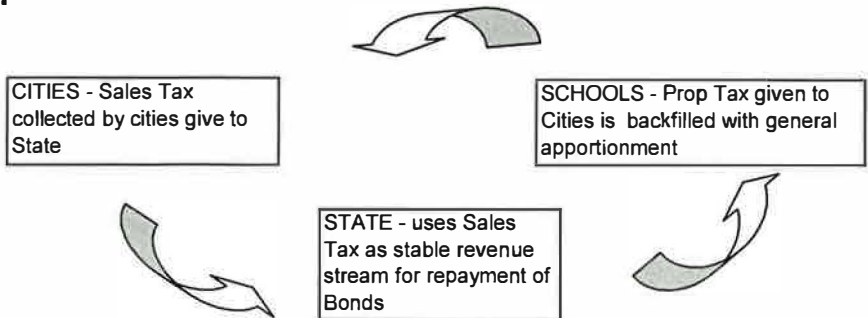 CITIES - Sales Tax
collected by cities give to
State
SCHOOLS - Prop Tax given to
Cities is backfilled with general
apportionment
STATE - uses Sales
Tax as stable revenue
stream for repayment of
Bonds